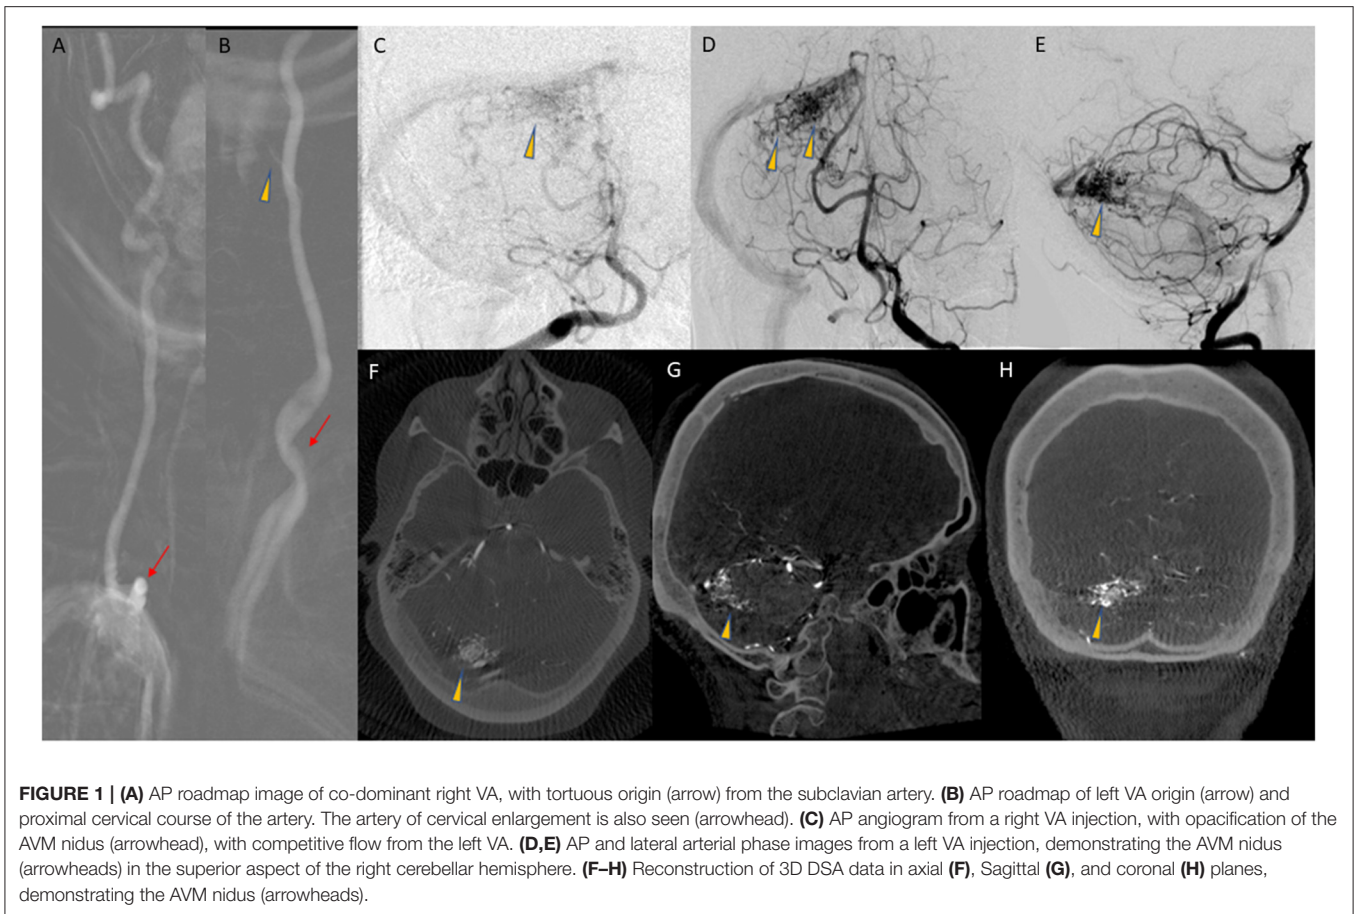 A
B
C
D
E
F
G
H
FIGURE 1 | (A) AP roadmap image of co-dominant right VA, with tortuous origin (arrow) from the subclavian artery. (B) AP roadmap of left VA origin (arrow) and
proximal cervical course of the artery. The artery of cervical enlargement is also seen (arrowhead). (C) AP angiogram from a right VA injection, with opacification of the
AVM nidus (arrowhead), with competitive flow from the left VA. (D,E) AP and lateral arterial phase images from a left VA injection, demonstrating the AVM nidus
(arrowheads) in the superior aspect of the right cerebellar hemisphere. (F–H) Reconstruction of 3D DSA data in axial (F), Sagittal (G), and coronal (H) planes,
demonstrating the AVM nidus (arrowheads).